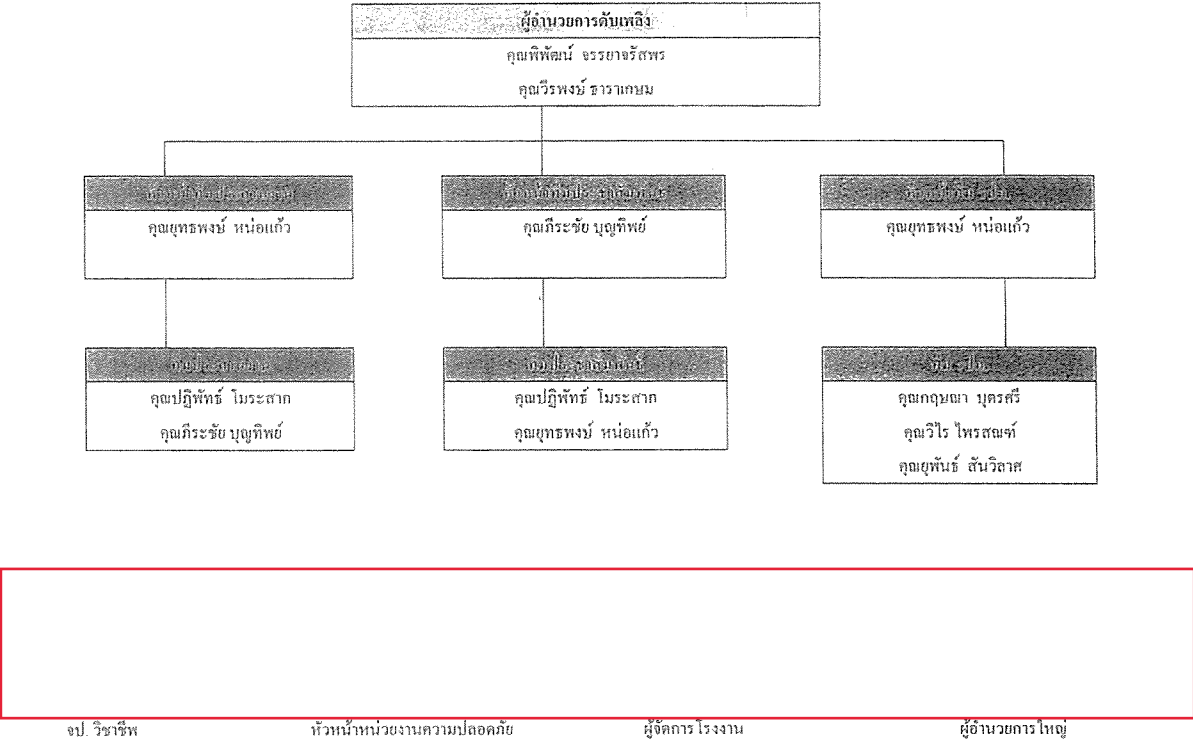 ผู้อำนวยการดับเพลิง
คุณพิพัฒน์ จรรยาจรัสพร
คุณวีรพงษ์ ธาราเกษม
คุณยุทธพงษ์ หน่อแก้ว
คุณภีระชัย บุญทิพย์
คุณยุทธพงษ์ หน่อแก้ว
คุณปฏิพัทธ์ โมระสาก
คุณภีระชัย บุญทิพย์
ทีมประชาสัมพันธ์
คุณปฏิพัทธ์ โมระสาก
คุณยุทธพงษ์ หน่อแก้ว
คุณกฤษณา บุตรศรี
คุณวิไร ไพรสณฑ์
คุณยุพันธ์ สันวิลาศ
จป. วิชาชีพ
หัวหน้าหน่วยงานความปลอดภัย
ผู้จัดการโรงงาน
ผู้อำนวยการใหญ่